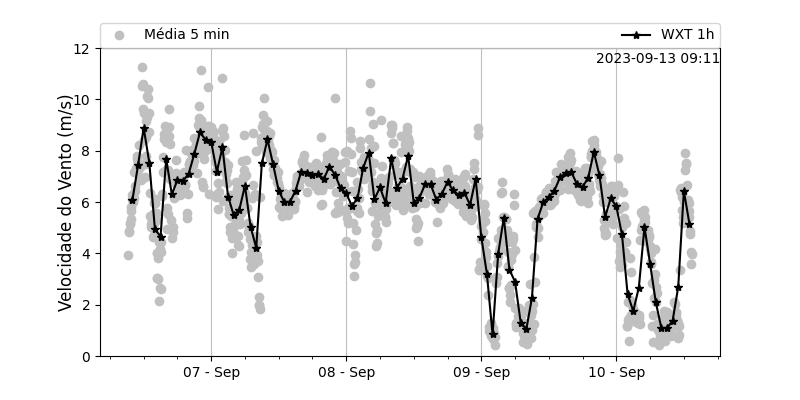 Média 5 min
WXT 1h
2023-09-13 09:11
Velocidade do Vento (m/s)
12
10
8
6
4
2
0
07 - Sep
08 - Sep
09 - Sep
10 - Sep